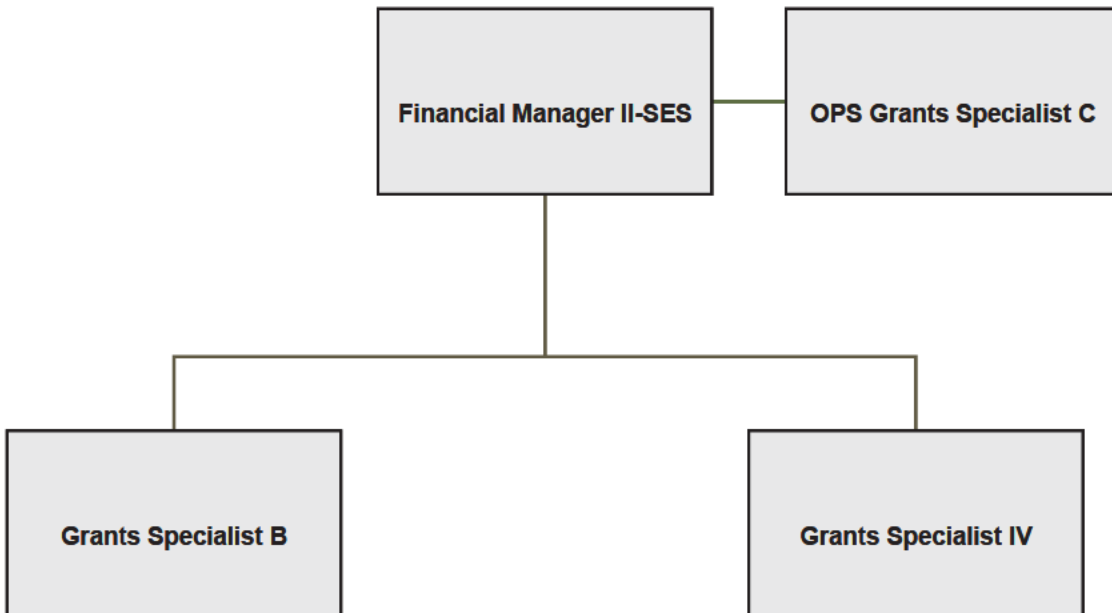 Financial Manager II-SES
OPS Grants Specialist C
Grants Specialist B
Grants Specialist IV